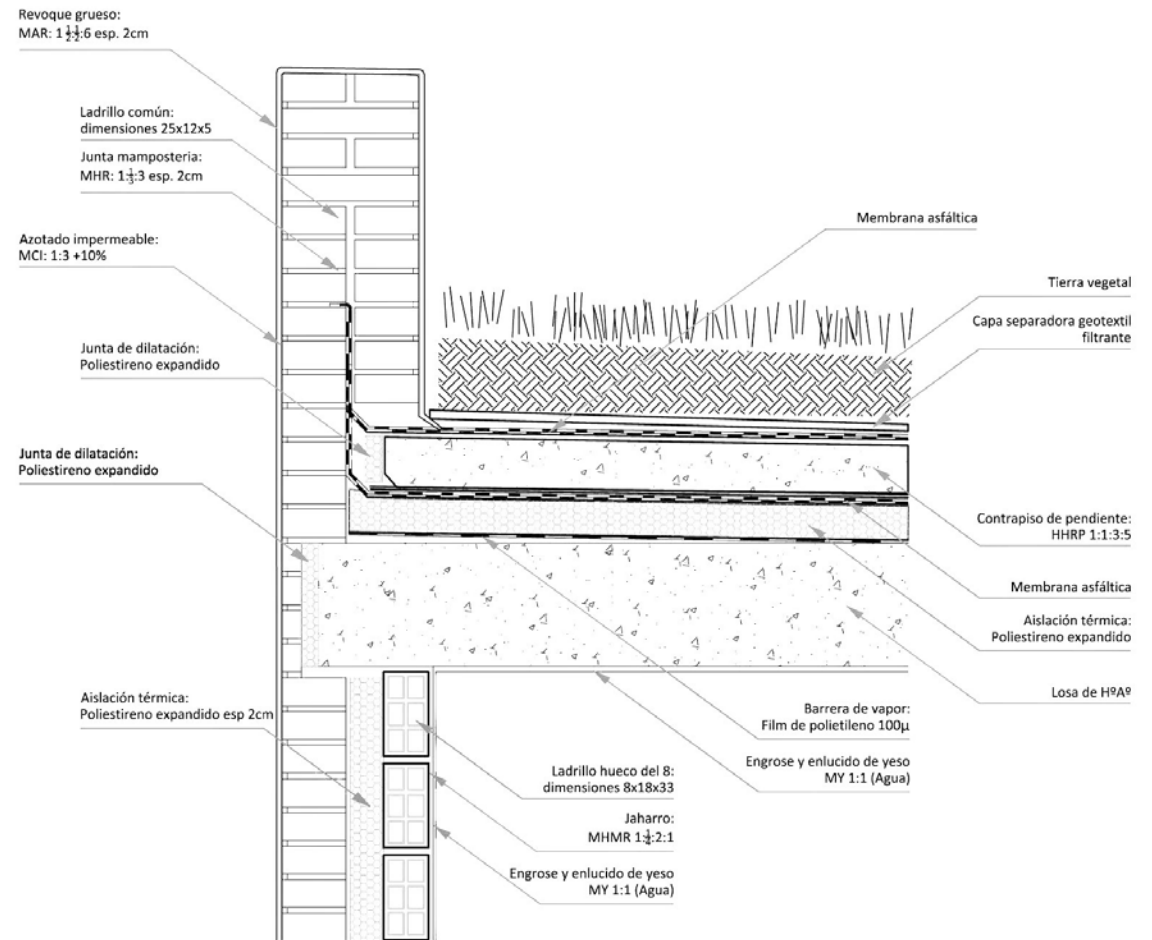 Revoque grueso:
MAR: 1 1/2:1/2:6 esp. 2cm
Ladrillo común:
dimensiones 25x12x5
Junta mamposteria:
MHR: 1:1/3:3 esp. 2cm
Azotado impermeable:
MCI: 1:3 +10%
Junta de dilatación:
Poliestireno expandido
Junta de dilatación:
Poliestireno expandido
Aislación térmica:
Poliestireno expandido esp 2cm
Membrana asfáltica
Tierra vegetal
Capa separadora geotextil
filtrante
Contrapiso de pendiente:
HHRP 1:1:3:5
Membrana asfáltica
Aislación térmica:
Poliestireno expandido
Losa de HºAº
Barrera de vapor:
Film de polietileno 100µ
Engrose y enlucido de yeso
MY 1:1 (Agua)
Ladrillo hueco del 8:
dimensiones 8x18x33
Jaharro:
MHMR 1:1/4:2:1
Engrose y enlucido de yeso
MY 1:1 (Agua)